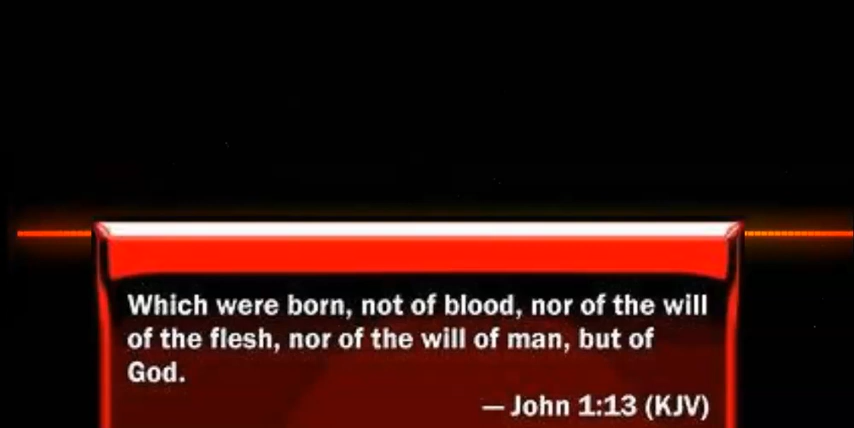 Which were born, not of blood, nor of the will
of the flesh, nor of the will of man, but of
God.
— John 1:13 (KJV)